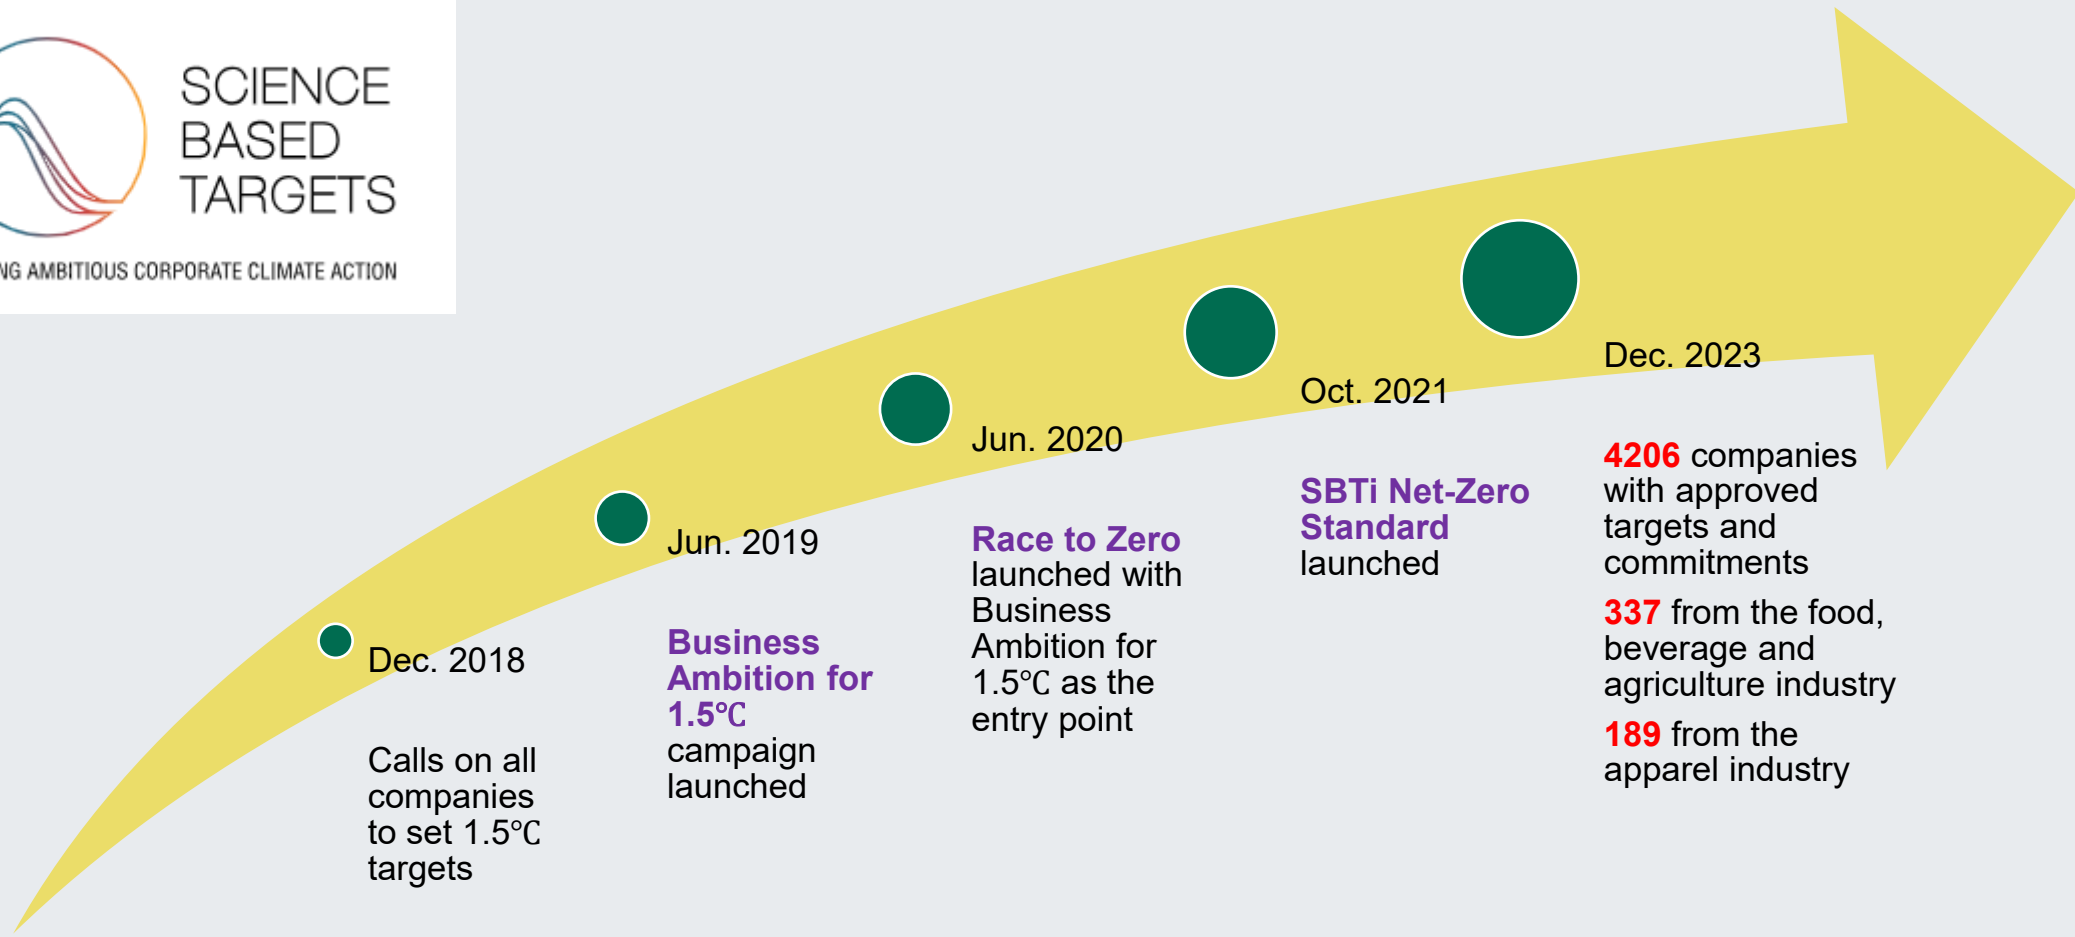 SCIENCE
BASED
TARGETS
NG AMBITIOUS CORPORATE CLIMATE ACTION
Dec. 2018
Calls on all
companies
to set 1.5℃
targets
Jun. 2019
Business
Ambition for
1.5℃
campaign
launched
Jun. 2020
Race to Zero
launched with
Business
Ambition for
1.5℃ as the
entry point
Oct. 2021
SBTi Net-Zero
Standard
launched
Dec. 2023
4206 companies
with approved
targets and
commitments
337 from the food,
beverage and
agriculture industry
189 from the
apparel industry